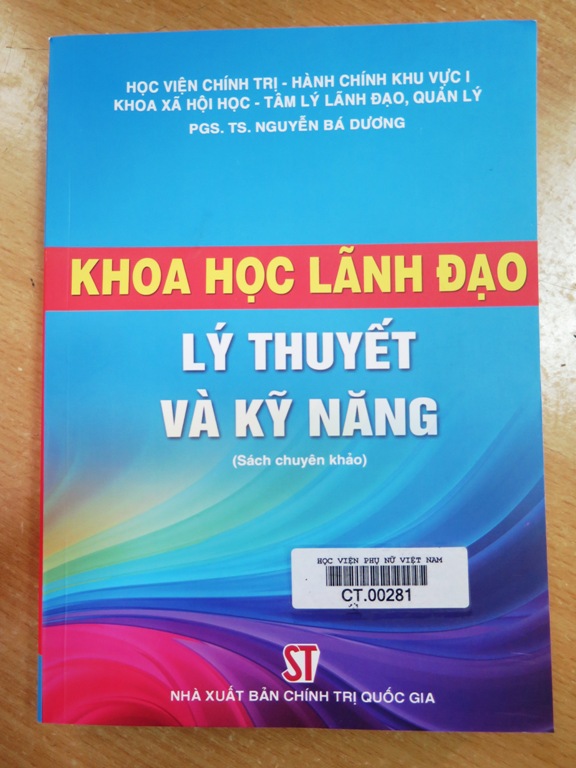 HỌC VIỆN CHÍNH TRỊ - HÀNH CHÍNH KHU VỰC I
KHOA XÃ HỘI HỌC - TÂM LÝ LÃNH ĐẠO, QUẢN LÝ
PGS. TS. NGUYỄN BÁ DƯƠNG
KHOA HỌC LÃNH ĐẠO
LÝ THUYẾT
VÀ KỸ NĂNG
(Sách chuyên khảo)
HỌC VIỆN PHỤ NỮ VIỆT NAM
CT.00281
ST
NHÀ XUẤT BẢN CHÍNH TRỊ QUỐC GIA